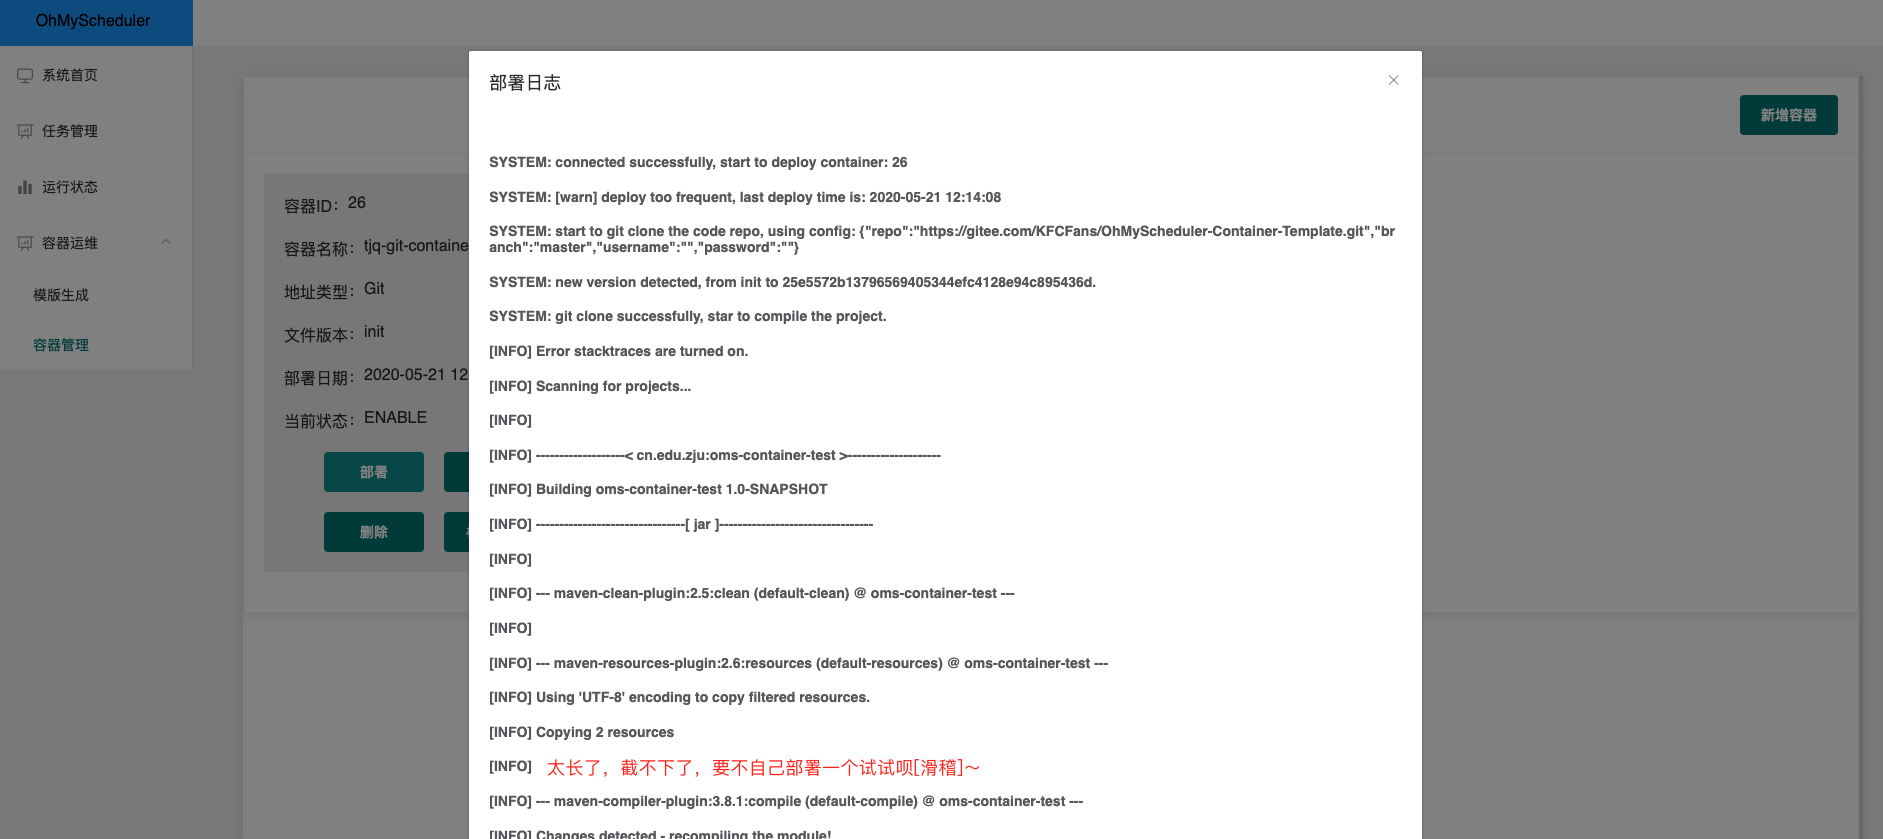 OhMyScheduler
系统首页
任务管理
运行状态
容器运维
模版生成
容器管理
新增容器
容器ID： 26
容器名称： tjq-git-containe
地址类型： Git
文件版本： init
部署日期： 2020-05-21 12
当前状态： ENABLE
部署
删除
部署日志
SYSTEM: connected successfully, start to deploy container: 26
SYSTEM: [warn] deploy too frequent, last deploy time is: 2020-05-21 12:14:08
SYSTEM: start to git clone the code repo, using config: {"repo":"https://gitee.com/KFCFans/OhMyScheduler-Container-Template.git","br
anch":"master","username":"","password":""}
SYSTEM: new version detected, from init to 25e5572b13796569405344efc4128e94c895436d.
SYSTEM: git clone successfully, star to compile the project.
[INFO] Error stacktraces are turned on.
[INFO] Scanning for projects...
[INFO]
[INFO] -------------------< cn.edu.zju:oms-container-test >--------------------
[INFO] Building oms-container-test 1.0-SNAPSHOT
[INFO] --------------------------------[ jar ]---------------------------------
[INFO]
[INFO] --- maven-clean-plugin:2.5:clean (default-clean) @ oms-container-test ---
[INFO]
[INFO] --- maven-resources-plugin:2.6:resources (default-resources) @ oms-container-test ---
[INFO] Using 'UTF-8' encoding to copy filtered resources.
[INFO] Copying 2 resources
[INFO] 太长了，截不下了，要不自己部署一个试试呗[滑稽]～
[INFO] --- maven-compiler-plugin:3.8.1:compile (default-compile) @ oms-container-test ---
[INFO] Changes detected - recompiling the module!